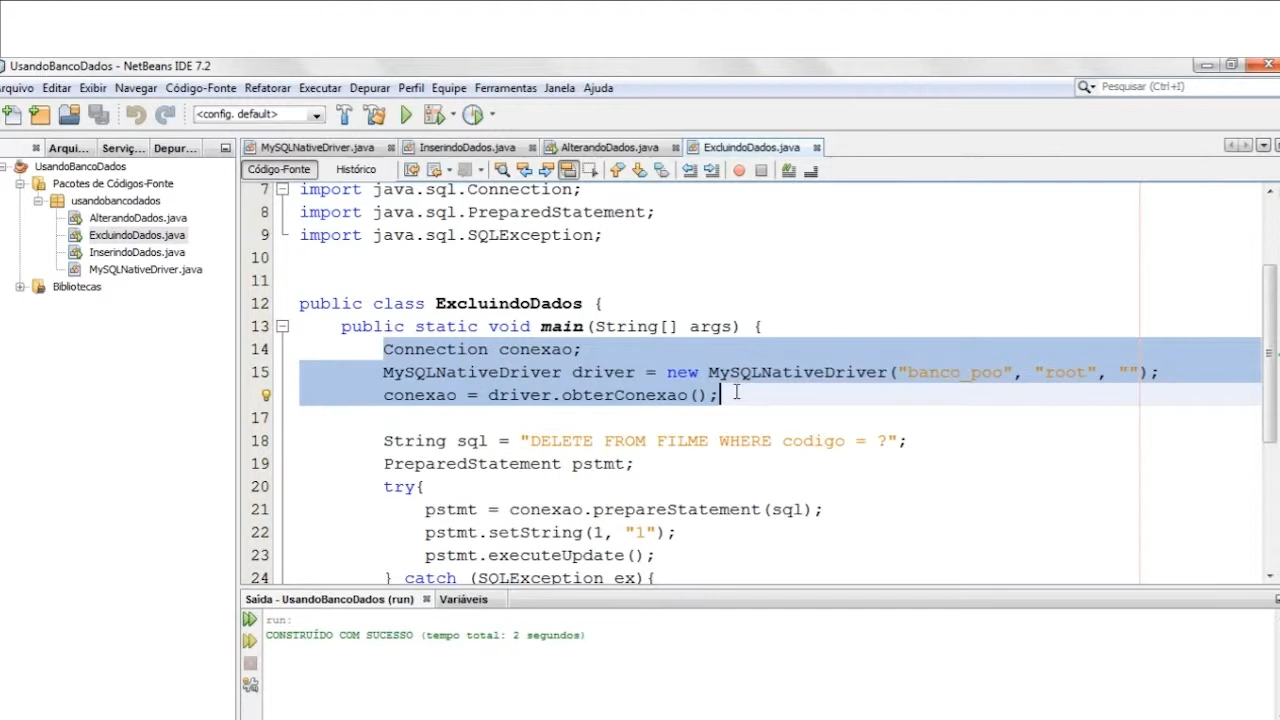 UsandoBancoDados - NetBeans IDE 7.2
rquivo Editar Exibir Navegar Código-Fonte Refatorar Executar Depurar Perfil Equipe Ferramentas Janela Ajuda
Pesquisar (Ctrl+I)
<config. default>
Arqui... Serviç... Depur...
MySQLNativeDriver.java InserindoDados.java AlterandoDados.java ExcluindoDados.java
UsandoBancoDados
Pacotes de Códigos-Fonte
usandobancodados
AlterandoDados.java
ExcluindoDados.java
InserindoDados.java
MySQLNativeDriver.java
Bibliotecas
Código-Fonte Histórico
7 import java.sql.Connection;
8 import java.sql.PreparedStatement;
9 import java.sql.SQLException;
10
11
12 public class ExcluindoDados {
13 public static void main(String[] args) {
14 Connection conexao;
15 MySQLNativeDriver driver = new MySQLNativeDriver("banco_poo", "root", "");
conexao = driver.obterConexao();
17
18 String sql = "DELETE FROM FILME WHERE codigo = ?";
19 PreparedStatement pstmt;
20 try{
21 pstmt = conexao.prepareStatement(sql);
22 pstmt.setString(1, "1");
23 pstmt.executeUpdate();
24 } catch (SQLException ex){
Saída - UsandoBancoDados (run) Variáveis
run:
CONSTRUÍDO COM SUCESSO (tempo total: 2 segundos)